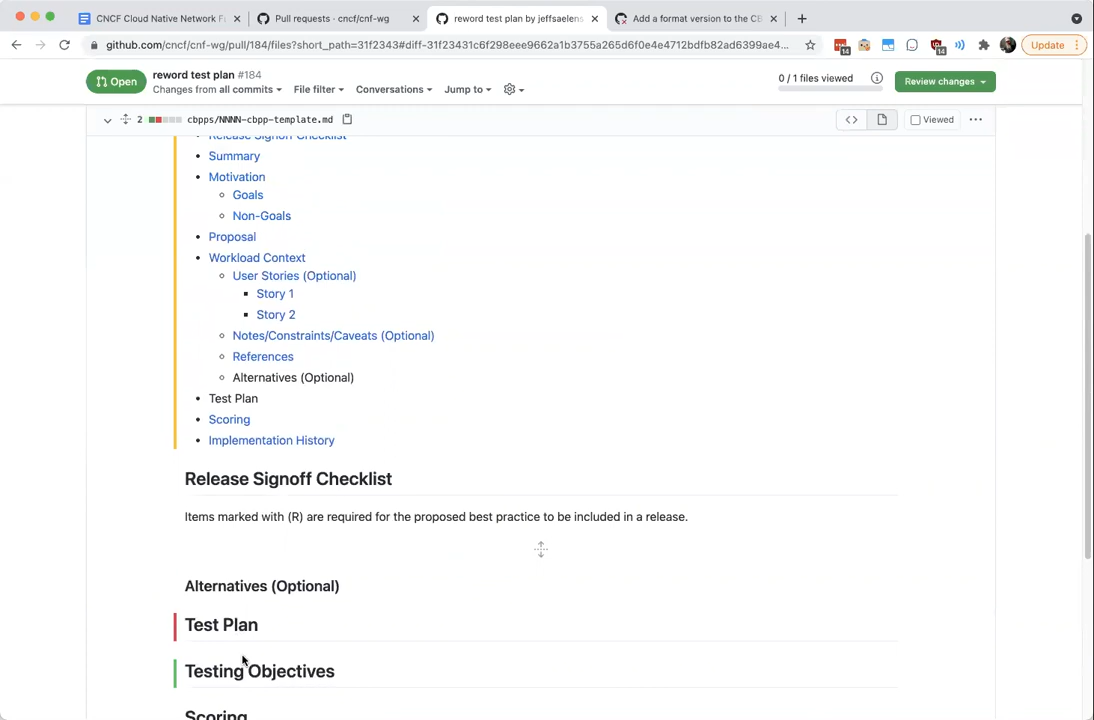 CNCF Cloud Native Network Fu
Pull requests · cncf/cnf-wg
reword test plan by jeffsaelens
Add a format version to the CB
github.com/cncf/cnf-wg/pull/184/files?short_path=31f2343#diff-31f23431c6f298eee9662a1b3755a265d6f0e4e4712bdfb82ad6399ae4...
14
14
Update
Open
reword test plan #184
Changes from all commits
File filter
Conversations
Jump to
0 / 1 files viewed
Review changes
2
cbpps/NNNN-cbpp-template.md
Viewed
Release Signoff Checklist
Summary
Motivation
Goals
Non-Goals
Proposal
Workload Context
User Stories (Optional)
Story 1
Story 2
Notes/Constraints/Caveats (Optional)
References
Alternatives (Optional)
Test Plan
Scoring
Implementation History
Release Signoff Checklist
Items marked with (R) are required for the proposed best practice to be included in a release.
Alternatives (Optional)
Test Plan
Testing Objectives
Scoring